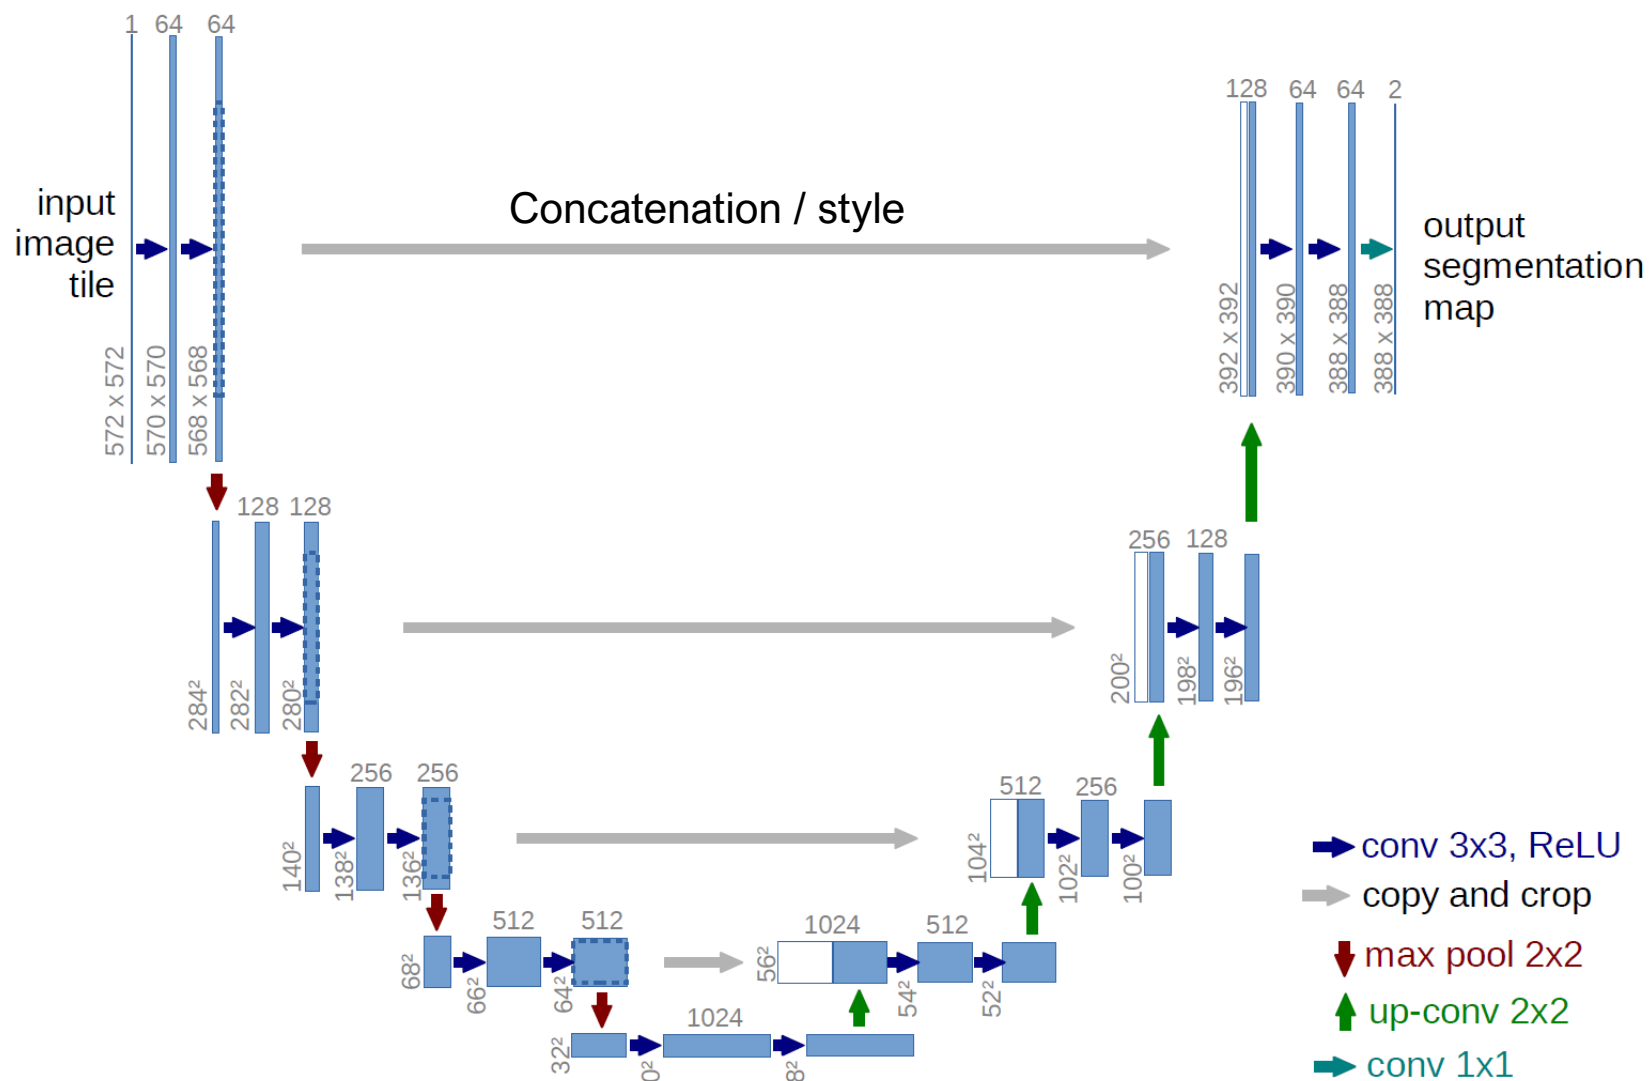 1 64 64
input
image
tile
572 x 572
570 x 570
568 x 568
Concatenation / style
128 64 64 2
392 x 392
390 x 390
388 x 388
388 x 388
output
segmentation
map
128 128
284²
282²
280²
256 128
200²
198²
196²
256 256
140²
138²
136²
512 256
104²
102²
100²
512 512
68²
66²
64²
1024 512
56²
54²
52²
1024
32²
conv 3x3, ReLU
copy and crop
max pool 2x2
up-conv 2x2
conv 1x1